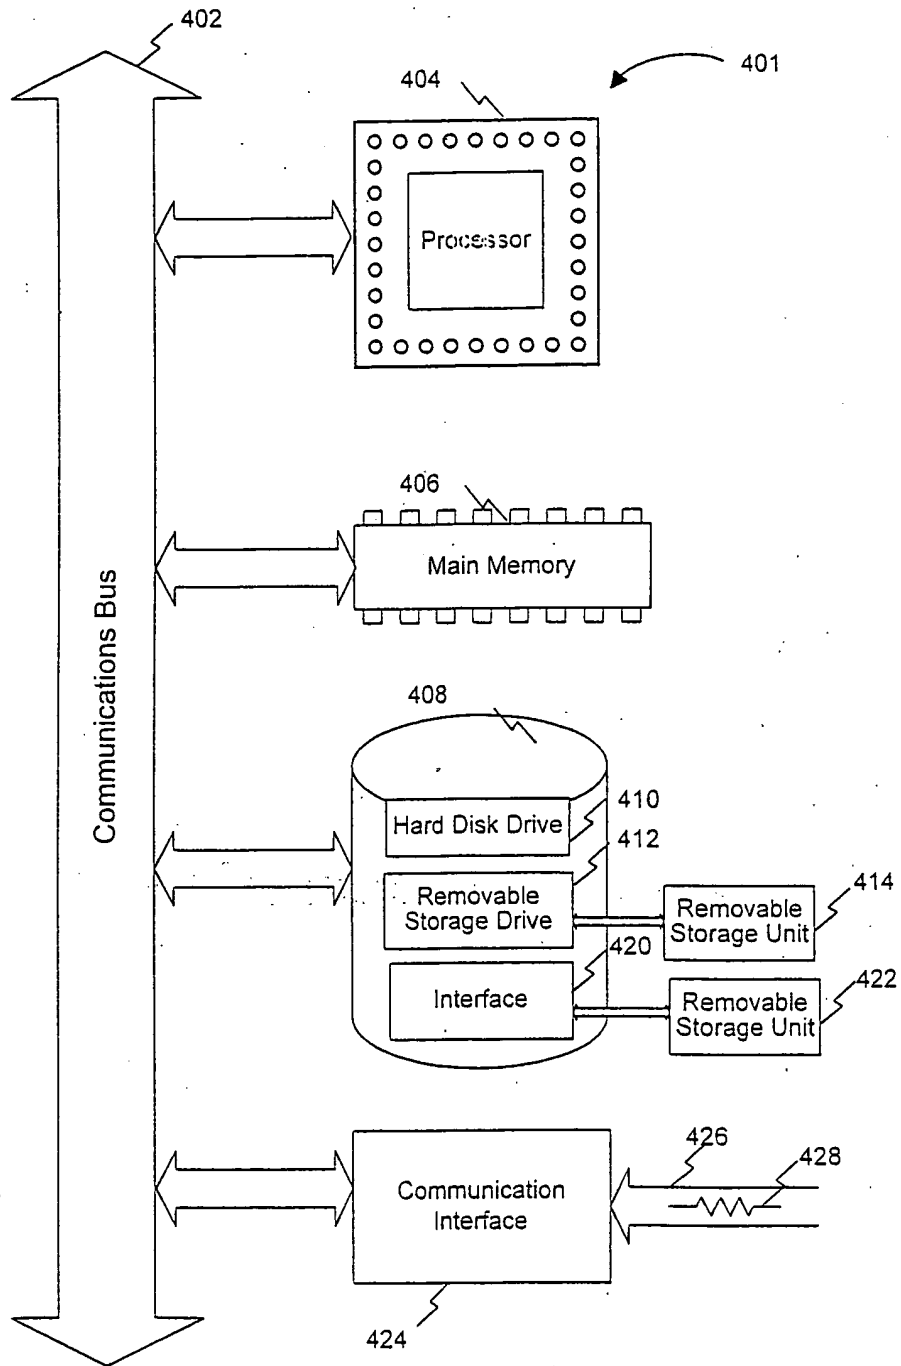 402
404
401
Processor
406
Main Memory
Communications Bus
408
410
Hard Disk Drive
412
Removable
Storage Drive
414
Removable
Storage Unit
420
Interface
422
Removable
Storage Unit
426
428
Communication
Interface
424